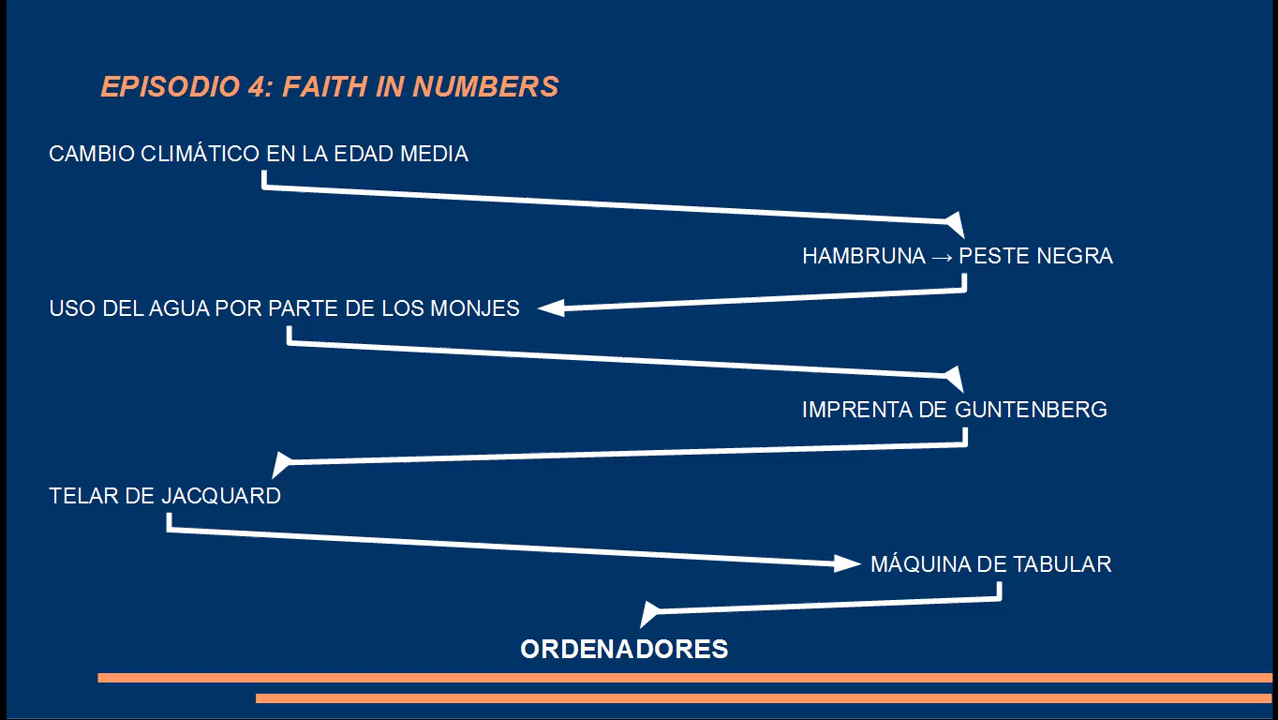 EPISODIO 4: FAITH IN NUMBERS
CAMBIO CLIMÁTICO EN LA EDAD MEDIA
HAMBRUNA → PESTE NEGRA
USO DEL AGUA POR PARTE DE LOS MONJES
IMPRENTA DE GUNTENBERG
TELAR DE JACQUARD
MÁQUINA DE TABULAR
ORDENADORES